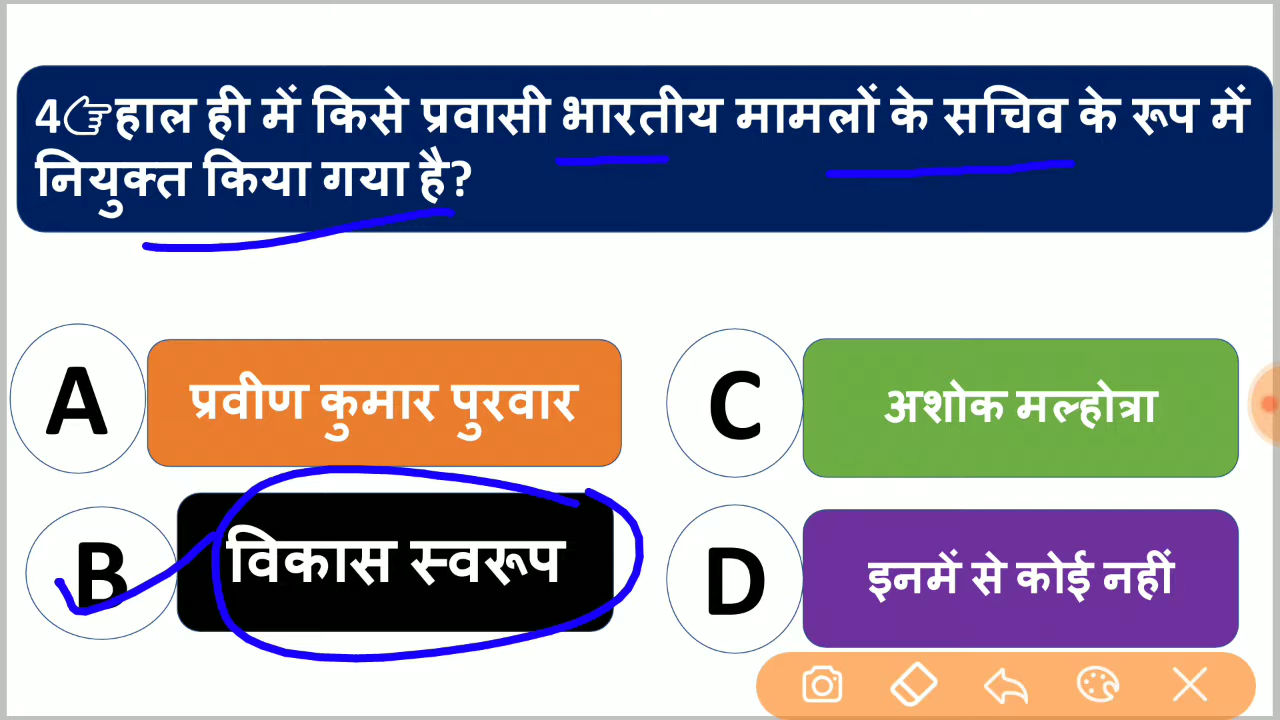 4👉हाल ही में किसे प्रवासी भारतीय मामलों के सचिव के रूप में
नियुक्त किया गया है?
A प्रवीण कुमार पुरवार
B विकास स्वरूप
C अशोक मल्होत्रा
D इनमें से कोई नहीं